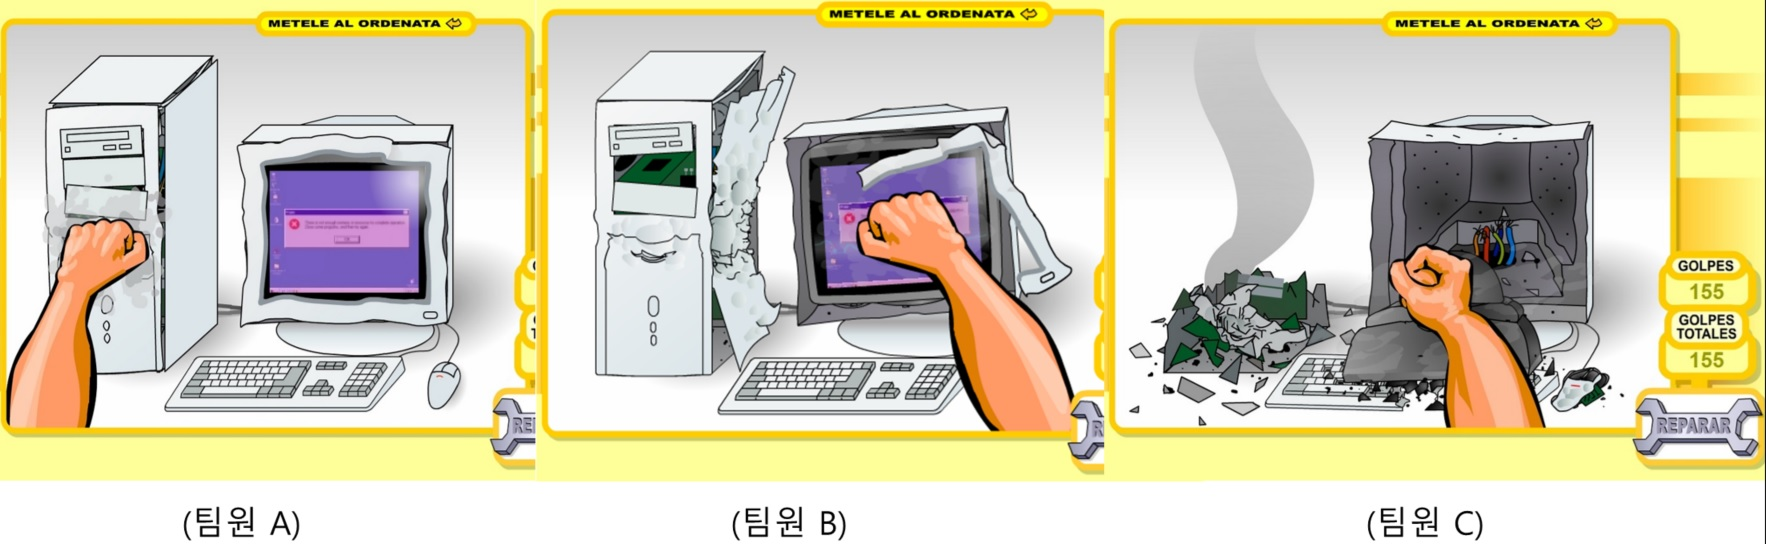 METELE AL ORDENATA
METELE AL ORDENATA
METELE AL ORDENATA
GOLPES
155
GOLPES
TOTALES
155
RE
R
REPARAR
(팀원 A)
(팀원 B)
(팀원 C)